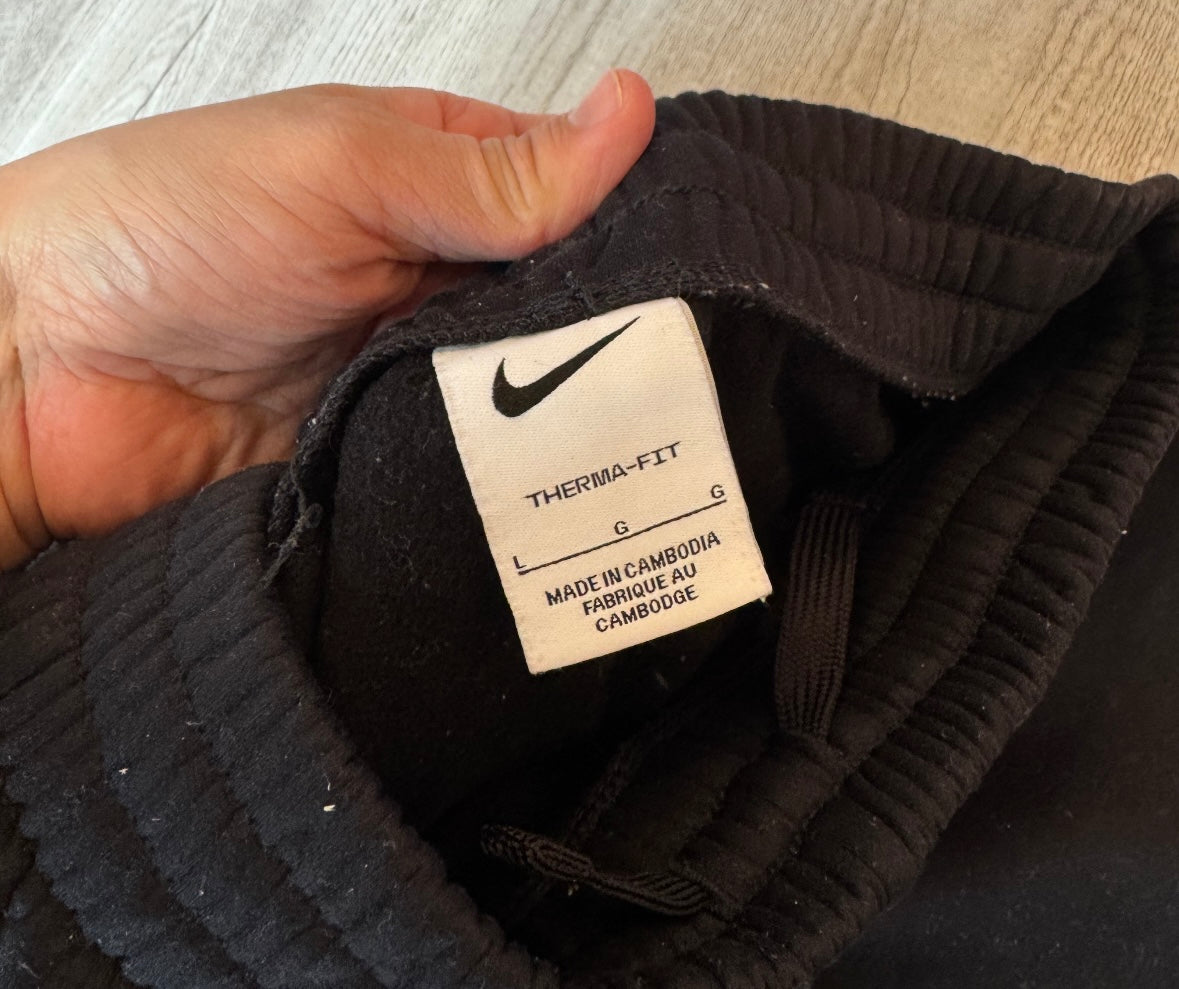 THERMA-FIT
L G G
MADE IN CAMBODIA
FABRIQUE AU
CAMBODGE